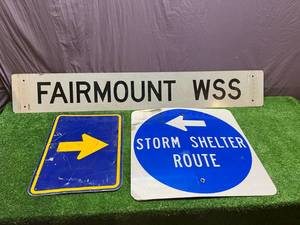 FAIRMOUNT WSS
STORM SHELTER
ROUTE